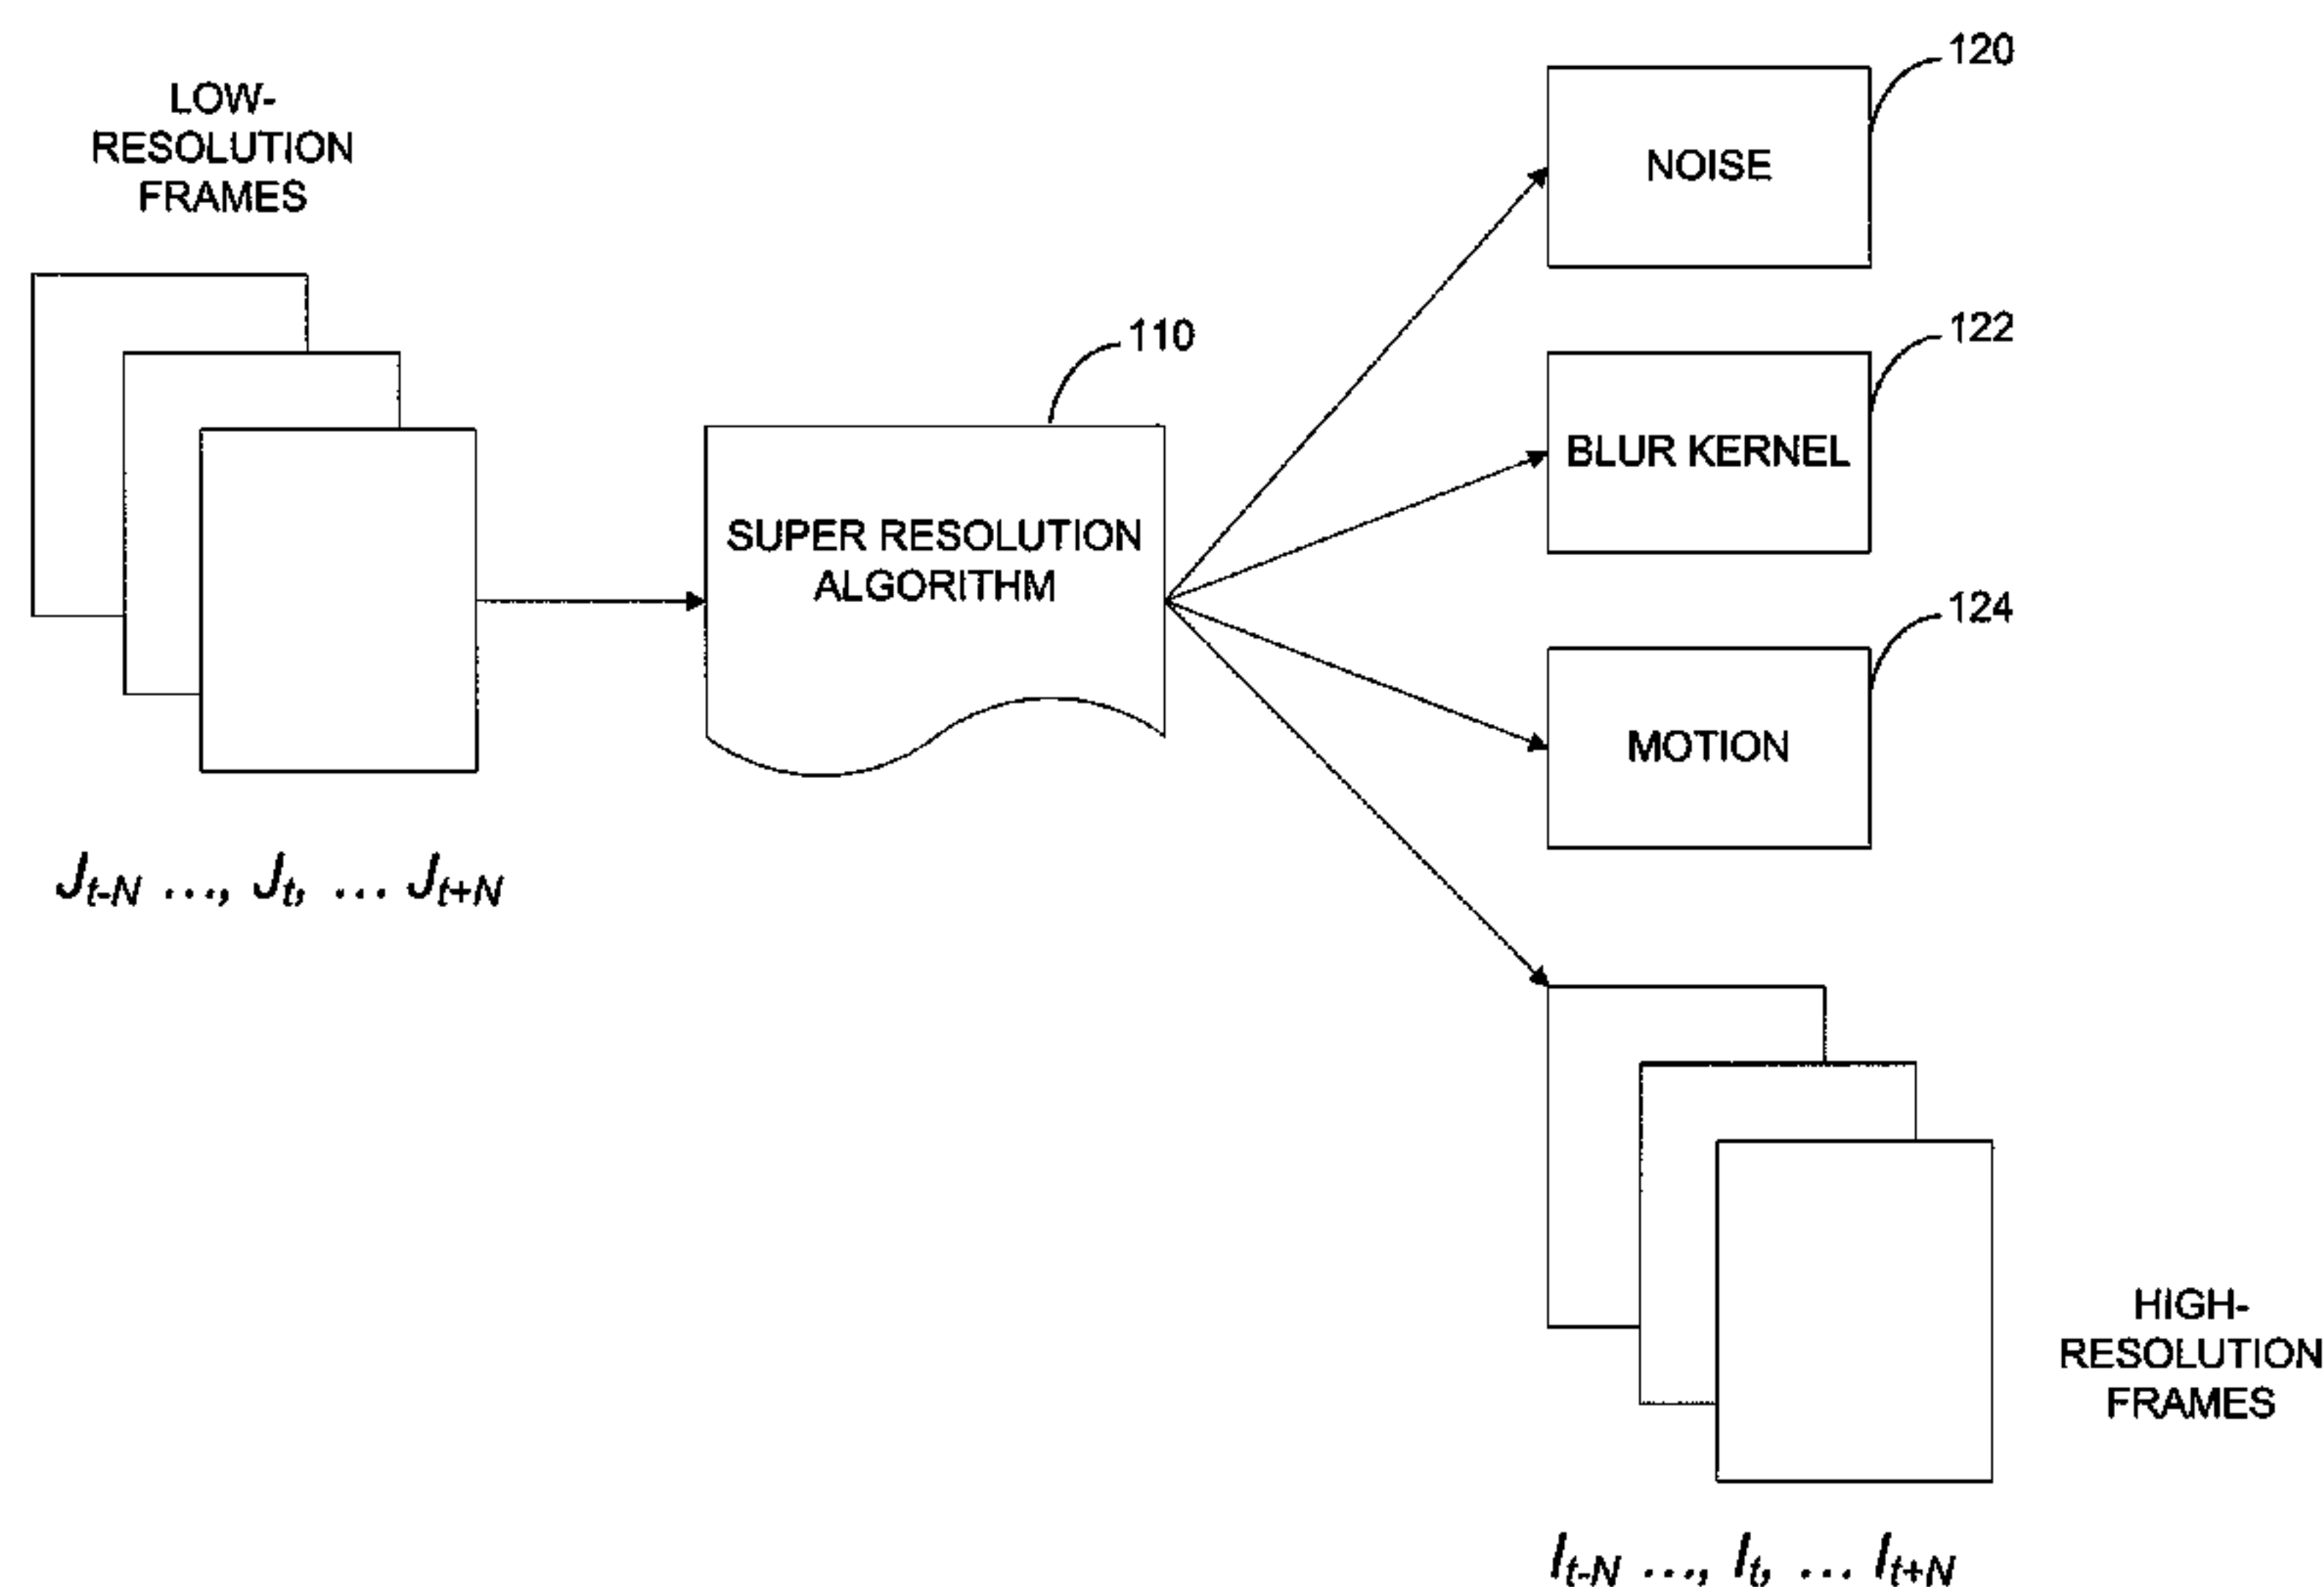 LOW-
RESOLUTION
FRAMES
J_{t-N} ..., J_t, ... J_{t+N}
110
SUPER RESOLUTION
ALGORITHM
120
NOISE
122
BLUR KERNEL
124
MOTION
HIGH-
RESOLUTION
FRAMES
I_{t-N} ..., I_t, ... I_{t+N}